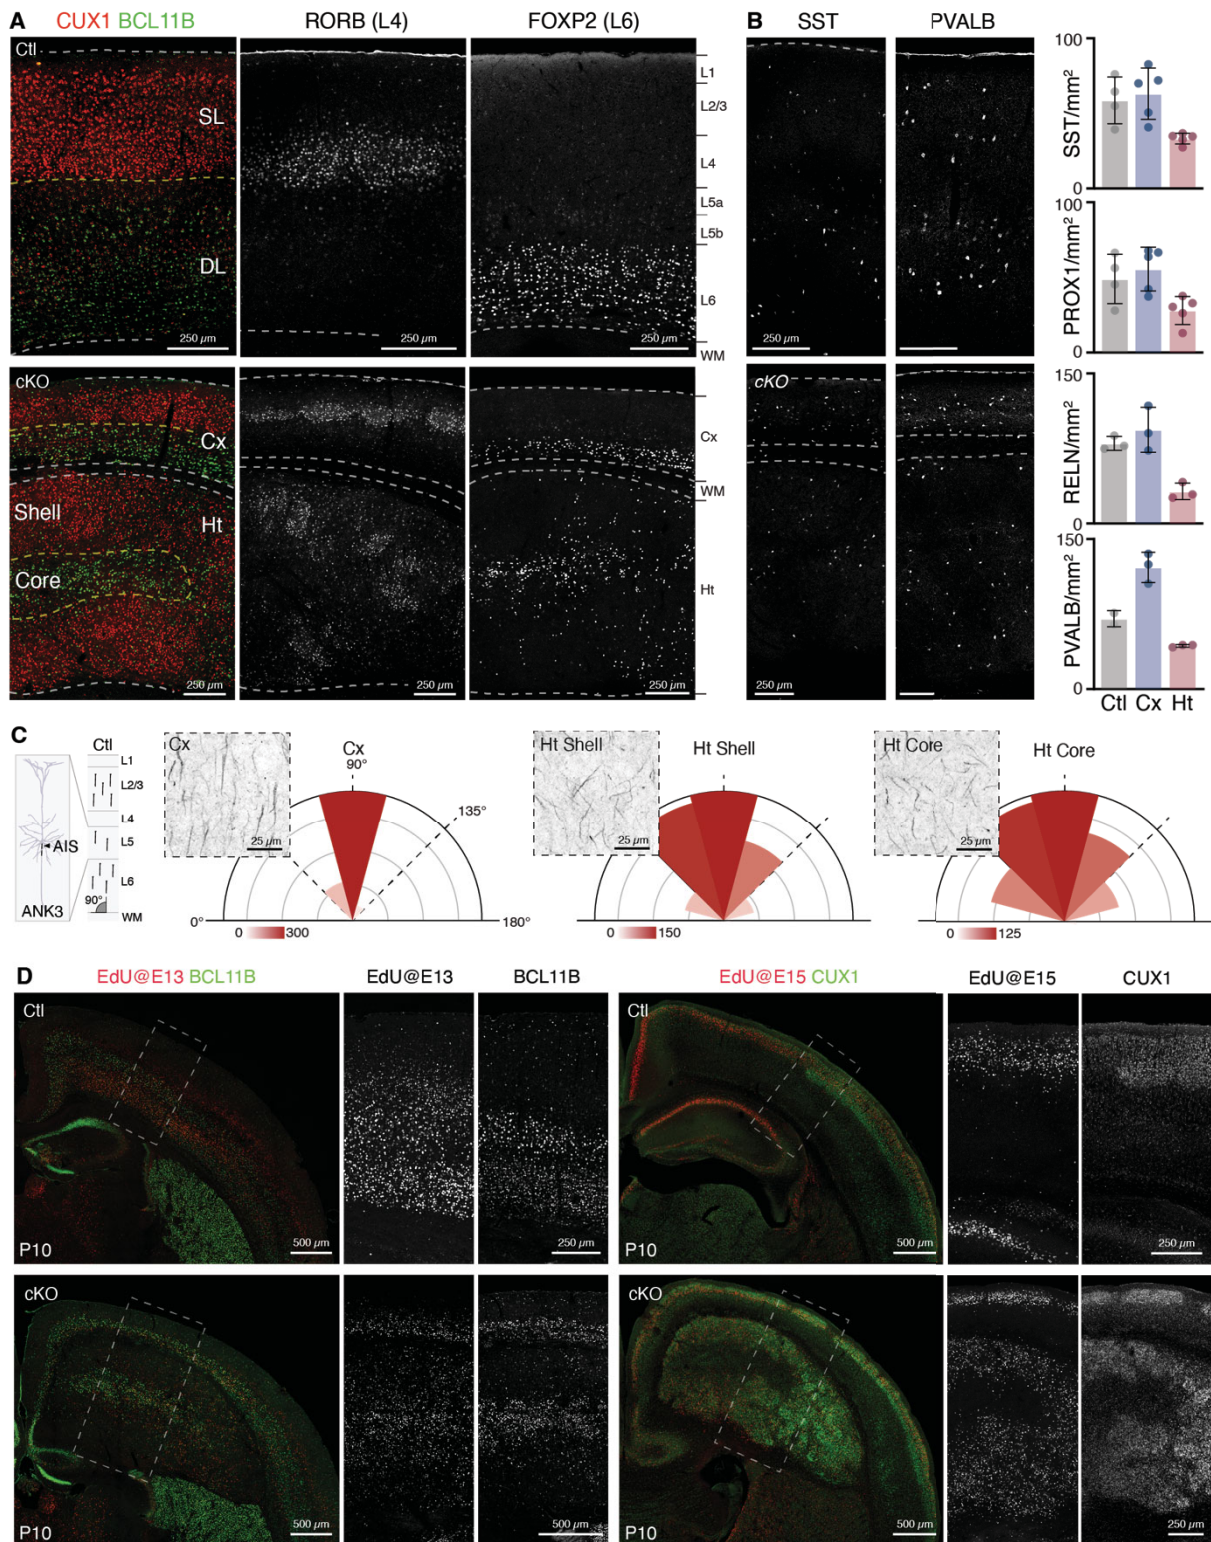 A
CUX1 BCL11B
RORB (L4)
FOXP2 (L6)
Ctl
SL
DL
250 µm
250 µm
250 µm
L1
L2/3
L4
L5a
L5b
L6
WM
cKO
Cx
Shell
Ht
Core
250 µm
250 µm
250 µm
Cx
WM
Ht
B
SST
PVALB
250 µm
cKO
250 µm
100
SST/mm²
0
100
PROX1/mm²
0
150
RELN/mm²
0
150
PVALB/mm²
0
Ctl Cx Ht
C
Ctl
L1
L2/3
L4
L5
L6
WM
AIS
90°
ANK3
Cx
25 µm
Cx
90°
135°
0°
180°
0 300
Ht Shell
25 µm
Ht Shell
0 150
Ht Core
25 µm
Ht Core
0 125
D
EdU@E13 BCL11B
EdU@E13
BCL11B
EdU@E15 CUX1
EdU@E15
CUX1
Ctl
P10
500 µm
250 µm
P10
500 µm
250 µm
cKO
P10
500 µm
500 µm
P10
500 µm
250 µm